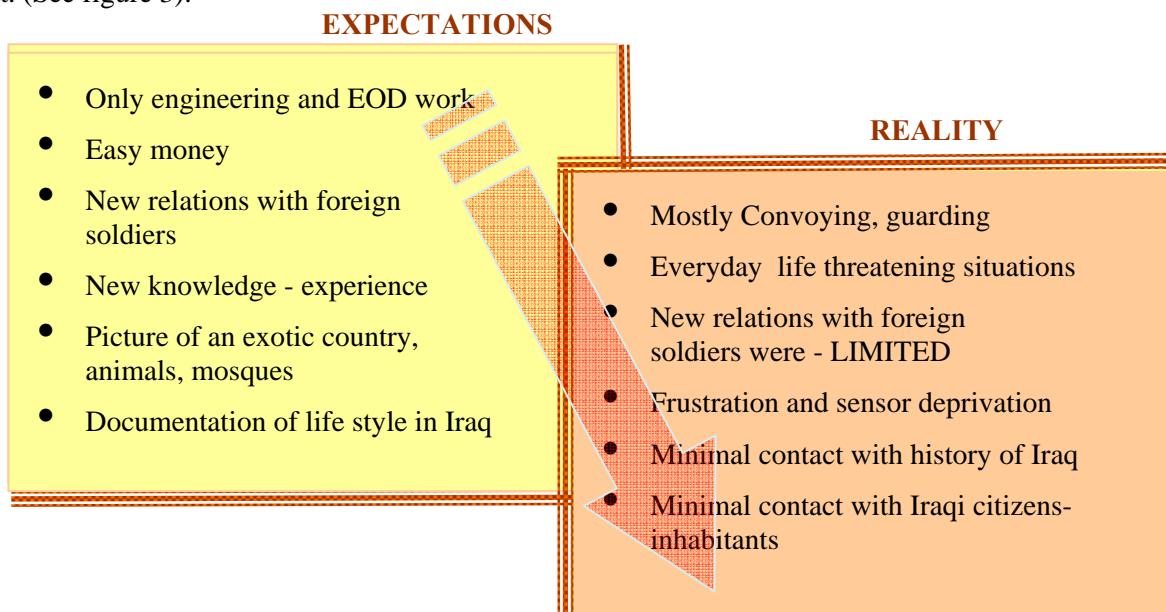 (See figure 3).
EXPECTATIONS
• Only engineering and EOD work
• Easy money
• New relations with foreign
soldiers
• New knowledge - experience
• Picture of an exotic country,
animals, mosques
• Documentation of life style in Iraq
REALITY
• Mostly Convoying, guarding
• Everyday life threatening situations
• New relations with foreign
soldiers were - LIMITED
• Frustration and sensor deprivation
• Minimal contact with history of Iraq
• Minimal contact with Iraqi citizens-
inhabitants